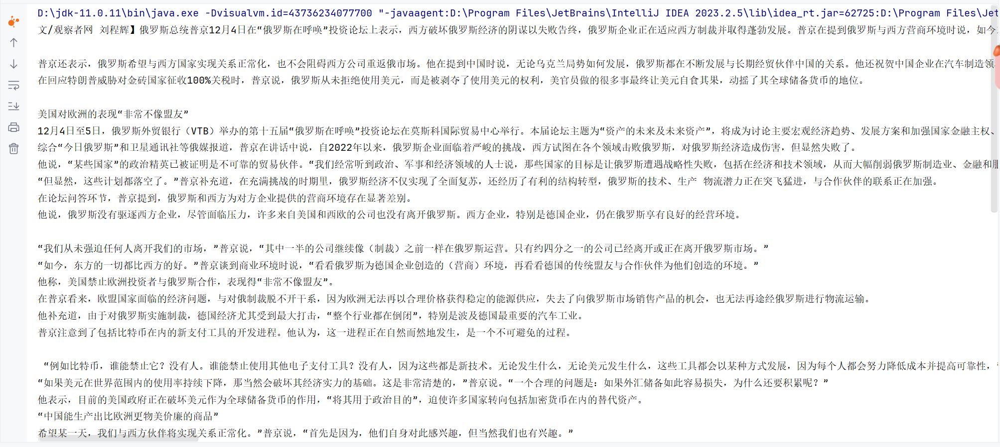 D:\jdk-11.0.11\bin\java.exe -Dvisualvm.id=43736234077700 "-javaagent:D:\Program Files\JetBrains\IntelliJ IDEA 2023.2.5\lib\idea_rt.jar=62725:D:\Program Files\Jet
文/观察者网 刘程辉】俄罗斯总统普京12月4日在“俄罗斯在呼唤”投资论坛上表示，西方破坏俄罗斯经济的阴谋以失败告终，俄罗斯企业正在适应西方制裁并取得蓬勃发展。普京在提到俄罗斯与西方营商环境时说，如今
普京还表示，俄罗斯希望与西方国家实现关系正常化，也不会阻碍西方公司重返俄市场。他在提到中国时说，无论乌克兰局势如何发展，俄罗斯都在不断发展与长期经贸伙伴中国的关系。他还祝贺中国企业在汽车制造领
在回应特朗普威胁对金砖国家征收100%关税时，普京说，俄罗斯从未拒绝使用美元，而是被剥夺了使用美元的权利，美官员做的很多事最终让美元自食其果，动摇了其全球储备货币的地位。
美国对欧洲的表现“非常不像盟友”
12月4日至5日，俄罗斯外贸银行（VTB）举办的第十五届“俄罗斯在呼唤”投资论坛在莫斯科国际贸易中心举行。本届论坛主题为“资产的未来及未来资产”，将成为讨论主要宏观经济趋势、发展方案和加强国家金融主权、
综合“今日俄罗斯”和卫星通讯社等俄媒报道，普京在讲话中说，自2022年以来，俄罗斯企业面临着严峻的挑战，西方试图在各个领域击败俄罗斯，对俄罗斯经济造成伤害，但显然失败了。
他说，“某些国家”的政治精英已被证明是不可靠的贸易伙伴。“我们经常听到政治、军事和经济领域的人士说，那些国家的目标是让俄罗斯遭遇战略性失败，包括在经济和技术领域，从而大幅削弱俄罗斯制造业、金融和服
“但显然，这些计划都落空了。”普京补充道，在充满挑战的时期里，俄罗斯经济不仅实现了全面复苏，还经历了有利的结构转型，俄罗斯的技术、生产 物流潜力正在突飞猛进，与合作伙伴的联系正在加强。
在论坛问答环节，普京提到，俄罗斯和西方为对方企业提供的营商环境存在显著差别。
他说，俄罗斯没有驱逐西方企业，尽管面临压力，许多来自美国和西欧的公司也没有离开俄罗斯。西方企业，特别是德国企业，仍在俄罗斯享有良好的经营环境。
“我们从未强迫任何人离开我们的市场，”普京说，“其中一半的公司继续像（制裁）之前一样在俄罗斯运营。只有约四分之一的公司已经离开或正在离开俄罗斯市场。”
“如今，东方的一切都比西方的好。”普京谈到商业环境时说，“看看俄罗斯为德国企业创造的（营商）环境，再看看德国的传统盟友与合作伙伴为他们创造的环境。”
他称，美国禁止欧洲投资者与俄罗斯合作，表现得“非常不像盟友”。
在普京看来，欧盟国家面临的经济问题，与对俄制裁脱不开干系，因为欧洲无法再以合理价格获得稳定的能源供应，失去了向俄罗斯市场销售产品的机会，也无法再途经俄罗斯进行物流运输。
他补充道，由于对俄罗斯实施制裁，德国经济尤其受到最大打击，“整个行业都在倒闭”，特别是波及德国最重要的汽车工业。
普京注意到了包括比特币在内的新支付工具的开发进程。他认为，这一进程正在自然而然地发生，是一个不可避免的过程。
“例如比特币，谁能禁止它？没有人。谁能禁止使用其他电子支付工具？没有人，因为这些都是新技术。无论发生什么，无论美元发生什么，这些工具都会以某种方式发展，因为每个人都会努力降低成本并提高可靠性，”
“如果美元在世界范围内的使用率持续下降，那当然会破坏其经济实力的基础。这是非常清楚的，”普京说。“一个合理的问题是：如果外汇储备如此容易损失，为什么还要积累呢？”
他表示，目前的美国政府正在破坏美元作为全球储备货币的作用，“将其用于政治目的”，迫使许多国家转向包括加密货币在内的替代资产。
“中国能生产出比欧洲更物美价廉的商品”
希望某一天，我们与西方伙伴将实现关系正常化。”普京说，“首先是因为，他们自身对此感兴趣，但当然我们也有兴趣。”